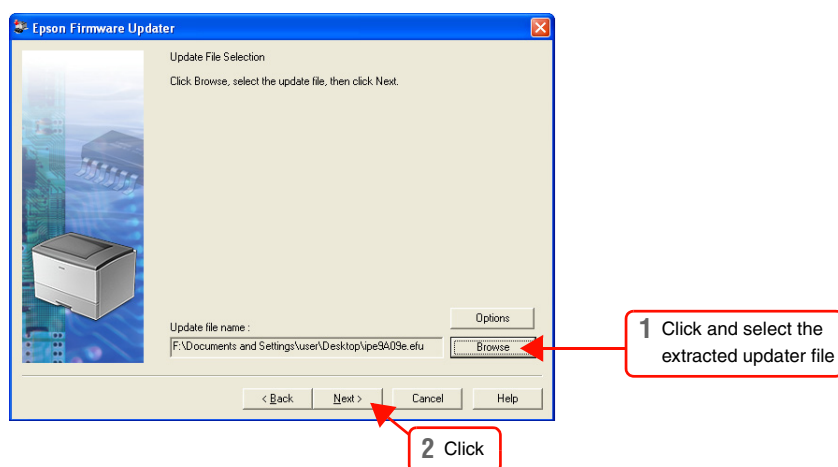 Epson Firmware Updater
Update File Selection
Click Browse, select the update file, then click Next.
Options
Update file name :
F:\Documents and Settings\user\Desktop\ipe9A09e.efu
Browse
1 Click and select the
extracted updater file
< Back
Next >
Cancel
Help
2 Click